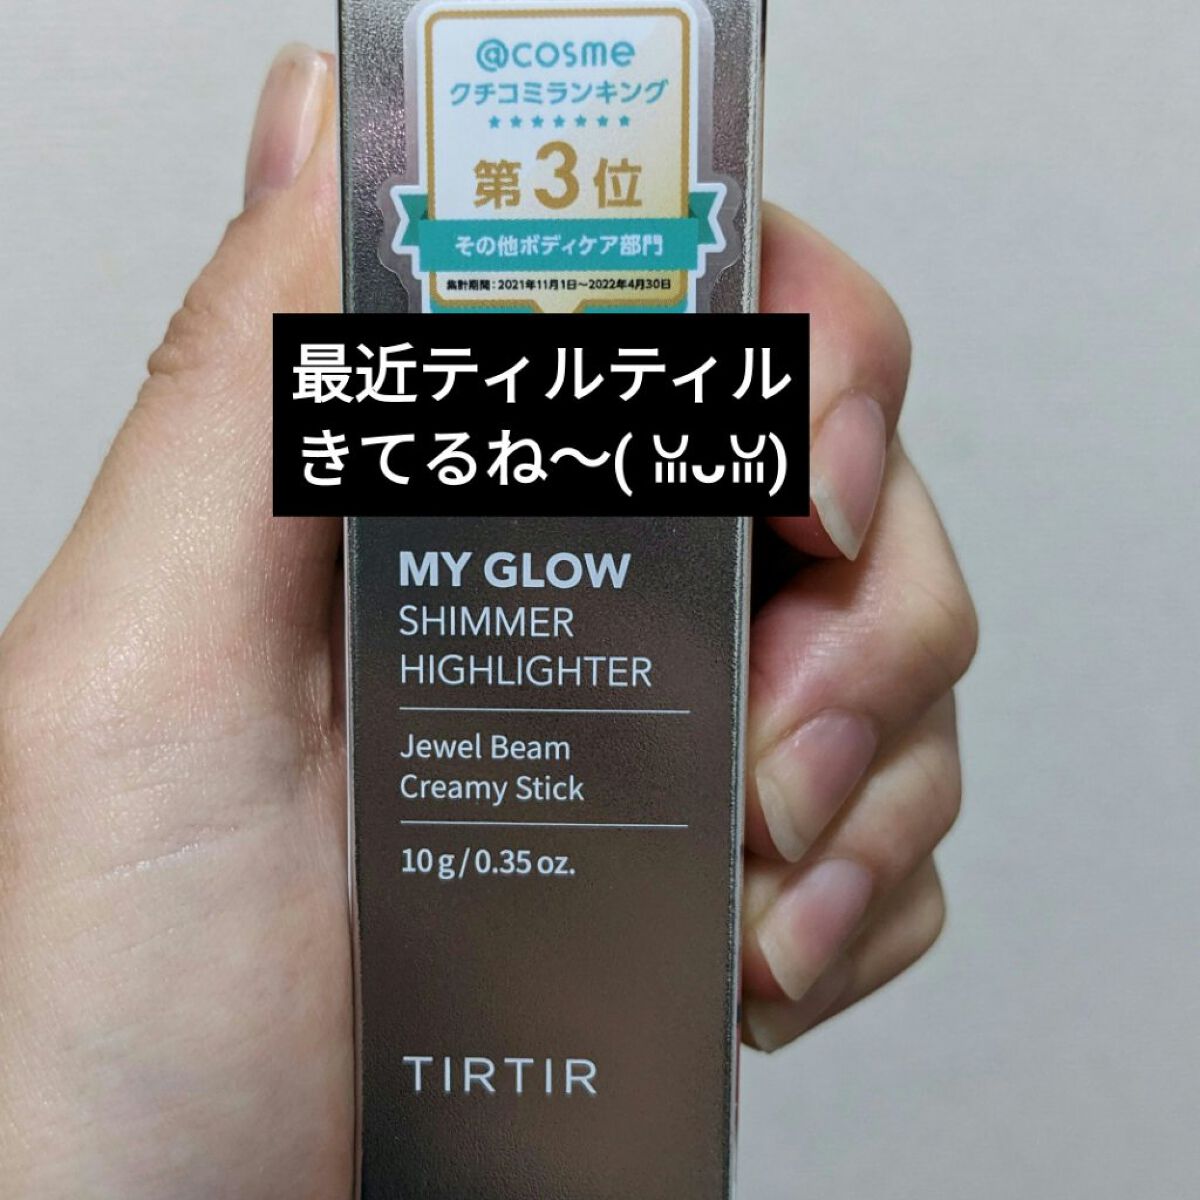 @cosme
クチコミランキング
★★★★★★★
第3位
その他ボディケア部門
集計期間:2021年11月1日～2022年4月30日
最近ティルティル
きてるね～( ꈍᴗꈍ)
MY GLOW
SHIMMER
HIGHLIGHTER
Jewel Beam
Creamy Stick
10 g / 0.35 oz.
TIRTIR